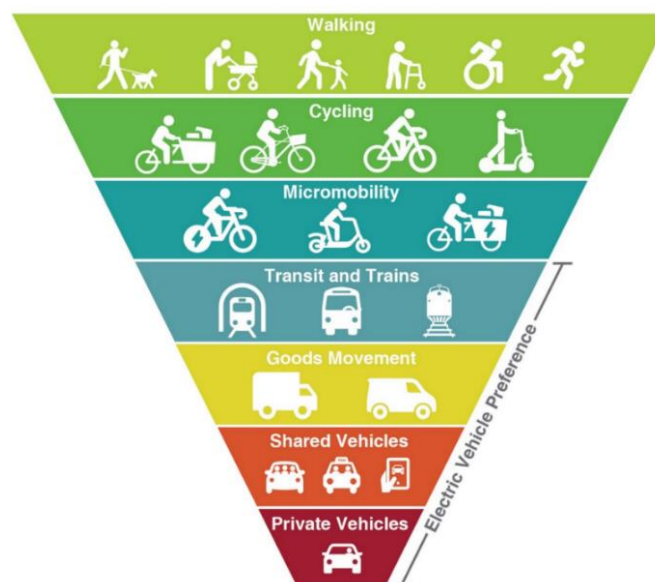 Walking
Cycling
Micromobility
Transit and Trains
Goods Movement
Shared Vehicles
Private Vehicles
Electric Vehicle Preference